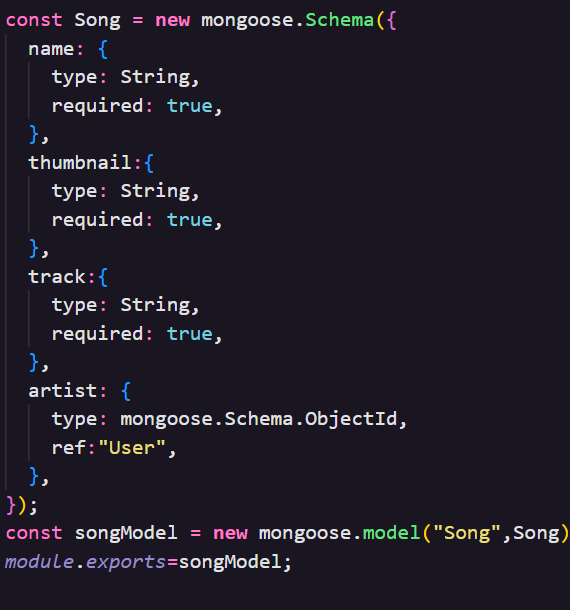 const Song = new mongoose.Schema({
  name: {
    type: String,
    required: true,
  },
  thumbnail:{
    type: String,
    required: true,
  },
  track:{
    type: String,
    required: true,
  },
  artist: {
    type: mongoose.Schema.ObjectId,
    ref:"User",
  },
});
const songModel = new mongoose.model("Song",Song)
module.exports=songModel;